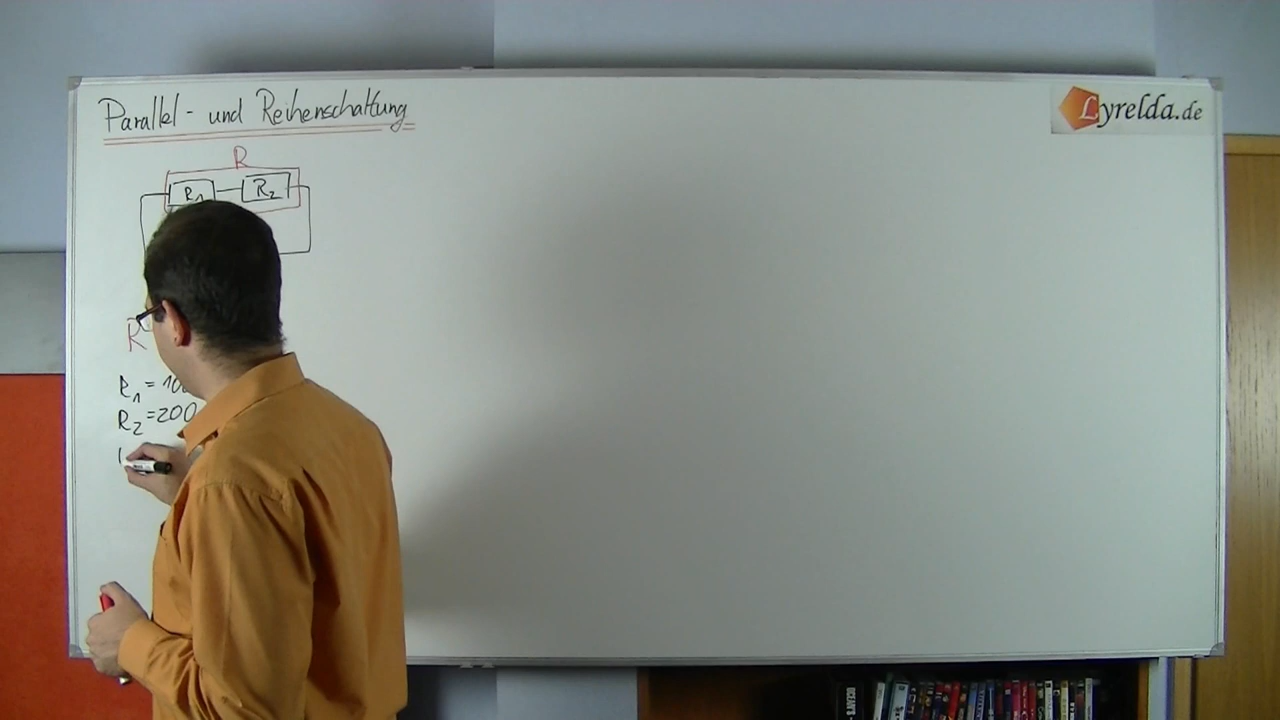 Parallel- und Reihenschaltung
Lyrelda.de
R
R₁ R₂
R
R₁ = 10
R₂ = 200